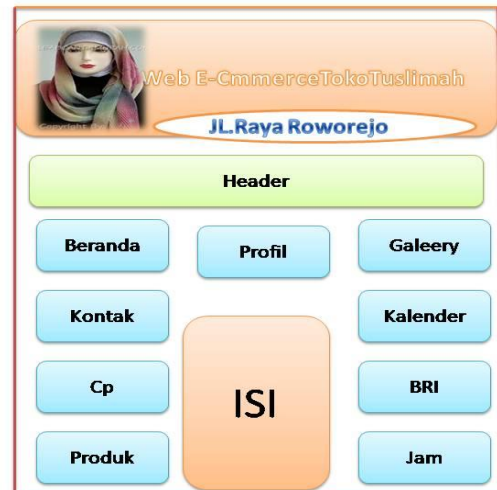 Web E-CmmerceTokoTuslimah
JL.Raya Roworejo
Header
Beranda
Profil
Galeery
Kontak
Kalender
Cp
ISI
BRI
Produk
Jam